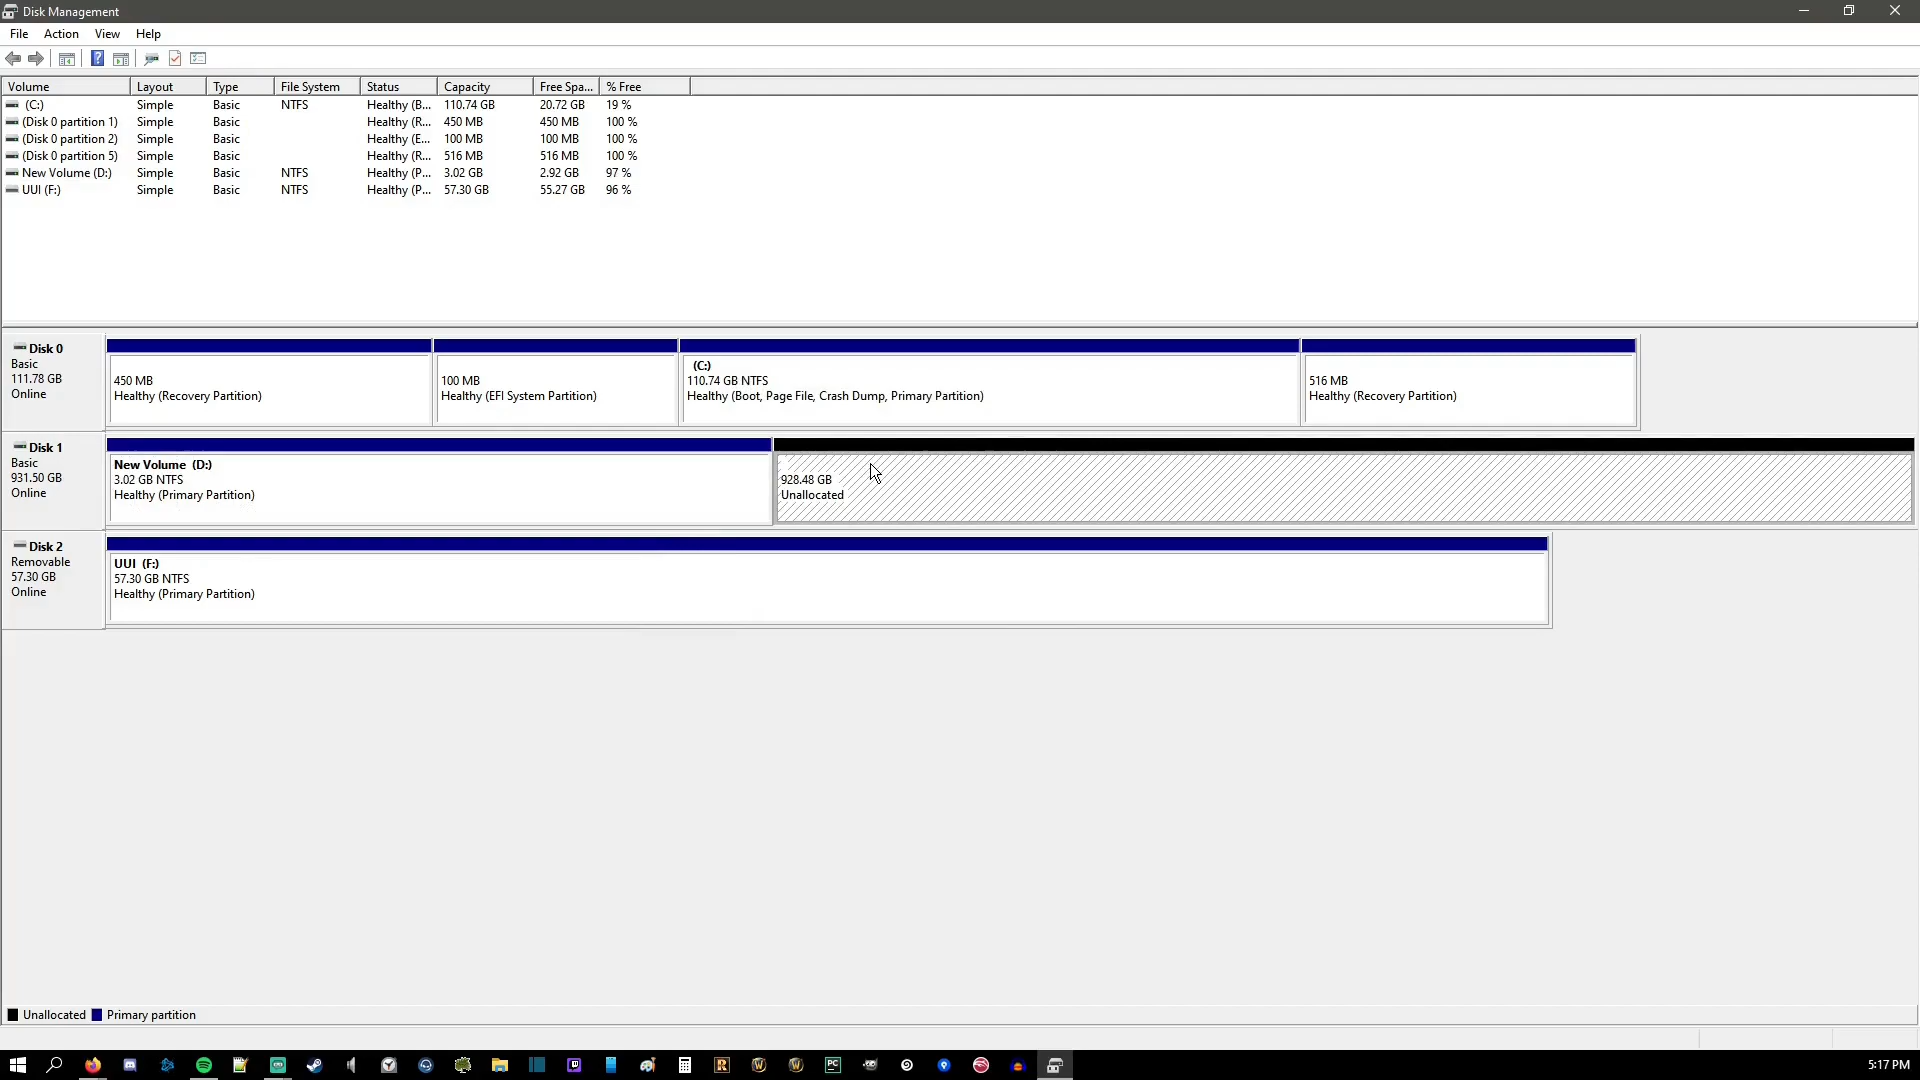 Disk Management
File Action View Help
Volume Layout Type File System Status Capacity Free Spa... % Free
(C:) Simple Basic NTFS Healthy (B... 110.74 GB 20.72 GB 19 %
(Disk 0 partition 1) Simple Basic Healthy (R... 450 MB 450 MB 100 %
(Disk 0 partition 2) Simple Basic Healthy (E... 100 MB 100 MB 100 %
(Disk 0 partition 5) Simple Basic Healthy (R... 516 MB 516 MB 100 %
New Volume (D:) Simple Basic NTFS Healthy (P... 3.02 GB 2.92 GB 97 %
UUI (F:) Simple Basic NTFS Healthy (P... 57.30 GB 55.27 GB 96 %
Disk 0
Basic
111.78 GB
Online
450 MB
Healthy (Recovery Partition)
100 MB
Healthy (EFI System Partition)
(C:)
110.74 GB NTFS
Healthy (Boot, Page File, Crash Dump, Primary Partition)
516 MB
Healthy (Recovery Partition)
Disk 1
Basic
931.50 GB
Online
New Volume (D:)
3.02 GB NTFS
Healthy (Primary Partition)
928.48 GB
Unallocated
Disk 2
Removable
57.30 GB
Online
UUI (F:)
57.30 GB NTFS
Healthy (Primary Partition)
Unallocated Primary partition
5:17 PM